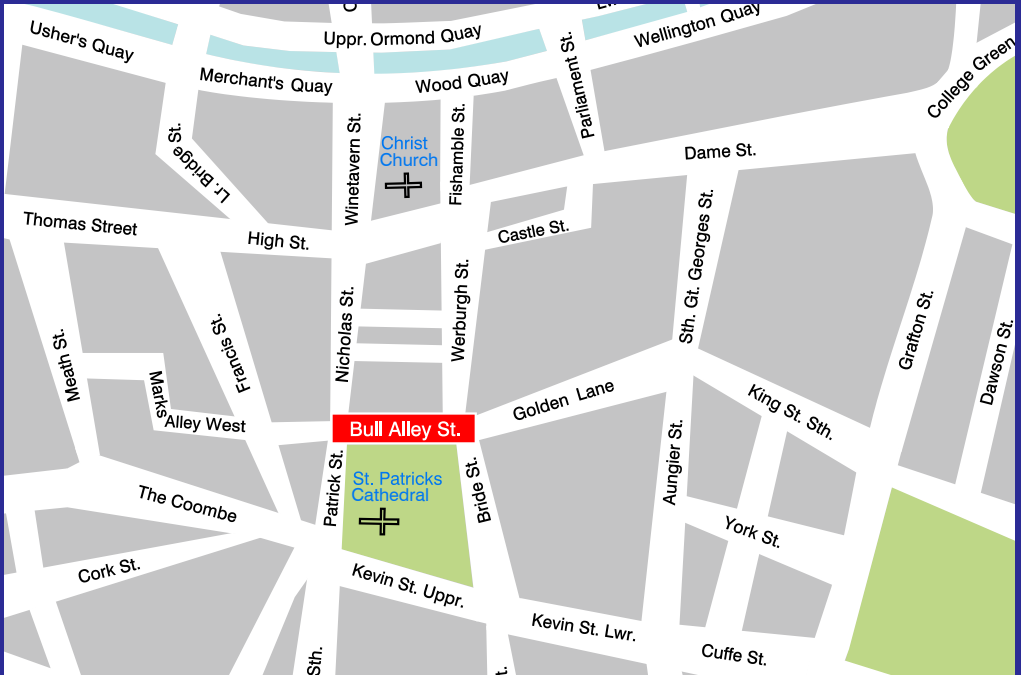 Usher's Quay
Uppr. Ormond Quay
Wellington Quay
Merchant's Quay
Wood Quay
Parliament St.
College Green
Lr. Bridge St.
Winetavern St.
Christ
Church
Fishamble St.
Dame St.
Thomas Street
High St.
Castle St.
Sth. Gt. Georges St.
Nicholas St.
Werburgh St.
Meath St.
Francis St.
Grafton St.
Dawson St.
Marks
Alley West
Golden Lane
King St. Sth.
Bull Alley St.
Patrick St.
St. Patricks
Cathedral
Bride St.
Aungier St.
The Coombe
York St.
Cork St.
Kevin St. Uppr.
Kevin St. Lwr.
Cuffe St.
Sth.